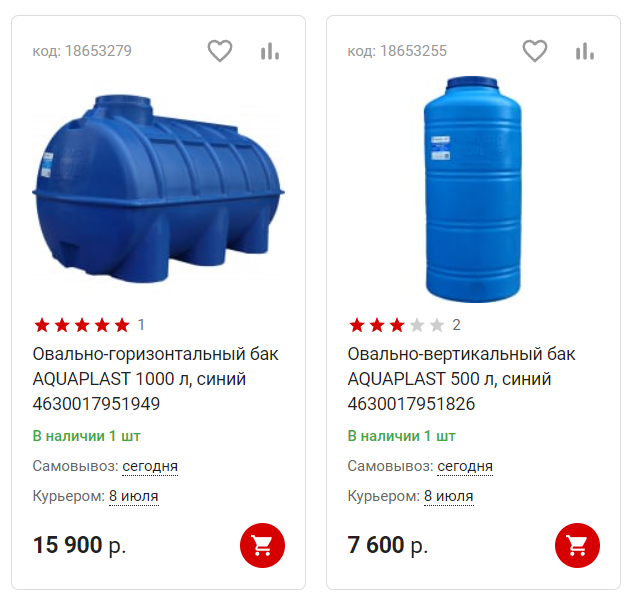 код: 18653279
1
Овально-горизонтальный бак
AQUAPLAST 1000 л, синий
4630017951949
В наличии 1 шт
Самовывоз: сегодня
Курьером: 8 июля
15 900 р.
код: 18653255
2
Овально-вертикальный бак
AQUAPLAST 500 л, синий
4630017951826
В наличии 1 шт
Самовывоз: сегодня
Курьером: 8 июля
7 600 р.